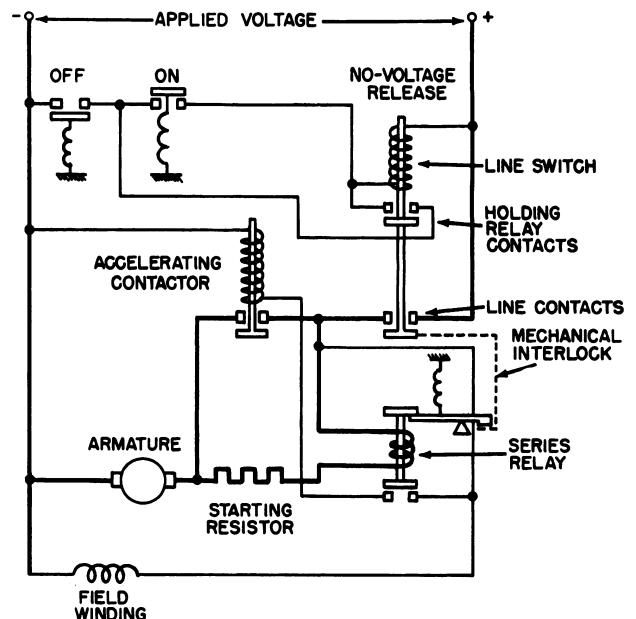 - APPLIED VOLTAGE +
OFF
ON
NO-VOLTAGE
RELEASE
LINE SWITCH
HOLDING
RELAY
CONTACTS
ACCELERATING
CONTACTOR
LINE CONTACTS
MECHANICAL
INTERLOCK
ARMATURE
SERIES
RELAY
STARTING
RESISTOR
FIELD
WINDING